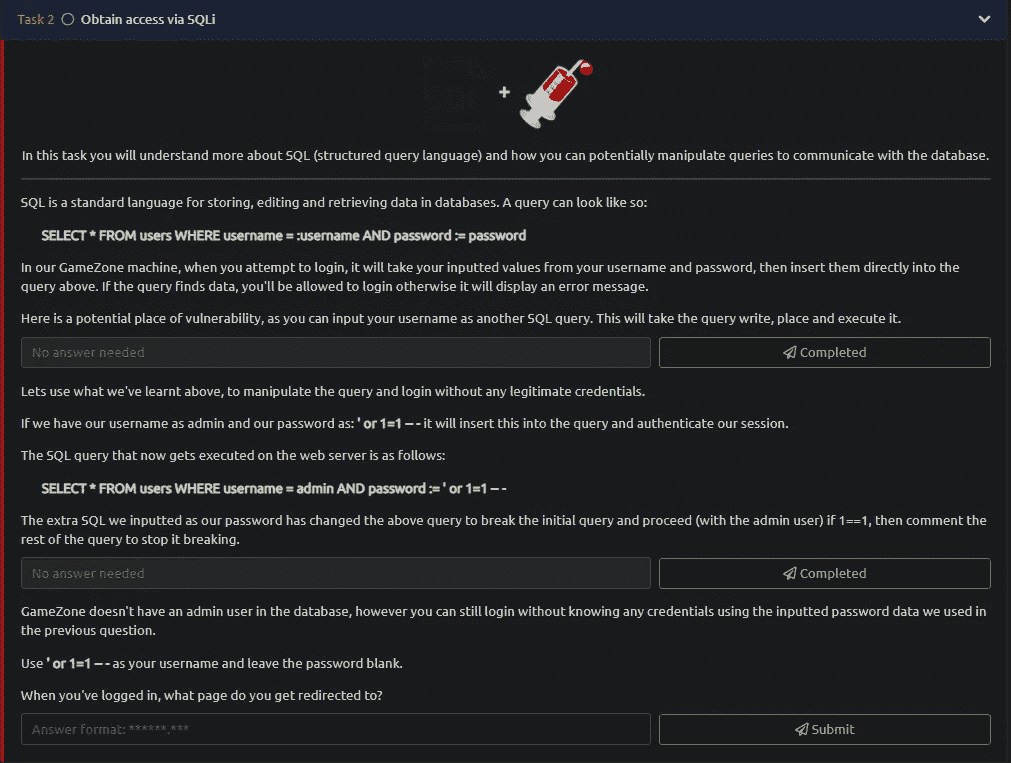 Task 2 Obtain access via SQLi
+
In this task you will understand more about SQL (structured query language) and how you can potentially manipulate queries to communicate with the database.
SQL is a standard language for storing, editing and retrieving data in databases. A query can look like so:
SELECT * FROM users WHERE username = :username AND password := password
In our GameZone machine, when you attempt to login, it will take your inputted values from your username and password, then insert them directly into the
query above. If the query finds data, you'll be allowed to login otherwise it will display an error message.
Here is a potential place of vulnerability, as you can input your username as another SQL query. This will take the query write, place and execute it.
No answer needed
Completed
Lets use what we've learnt above, to manipulate the query and login without any legitimate credentials.
If we have our username as admin and our password as: ' or 1=1 -- - it will insert this into the query and authenticate our session.
The SQL query that now gets executed on the web server is as follows:
SELECT * FROM users WHERE username = admin AND password := ' or 1=1 -- -
The extra SQL we inputted as our password has changed the above query to break the initial query and proceed (with the admin user) if 1==1, then comment the
rest of the query to stop it breaking.
No answer needed
Completed
GameZone doesn't have an admin user in the database, however you can still login without knowing any credentials using the inputted password data we used in
the previous question.
Use ' or 1=1 -- - as your username and leave the password blank.
When you've logged in, what page do you get redirected to?
Answer format: ******.***
Submit